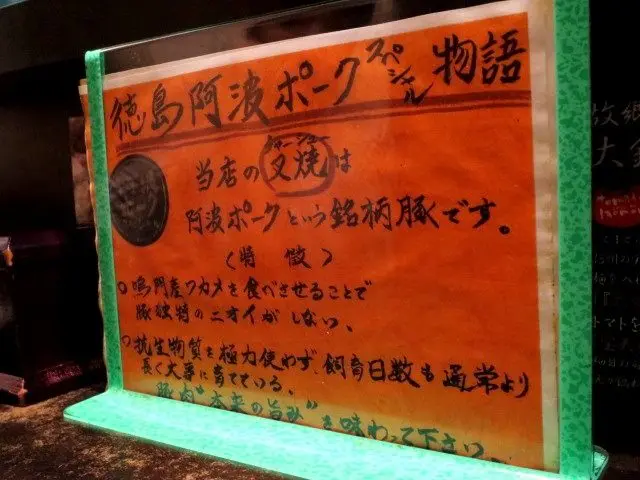 徳島阿波ポークスペシャル物語
チャーシュー
当店の叉焼は
阿波ポークという銘柄豚です。
(特徴)
○鳴門産ワカメを食べさせることで
豚独特のニオイがしない、
○抗生物質を極力使わず、飼育日数も通常より
長く大事に育てている、
豚肉"本来の旨み"を味わって下さい、